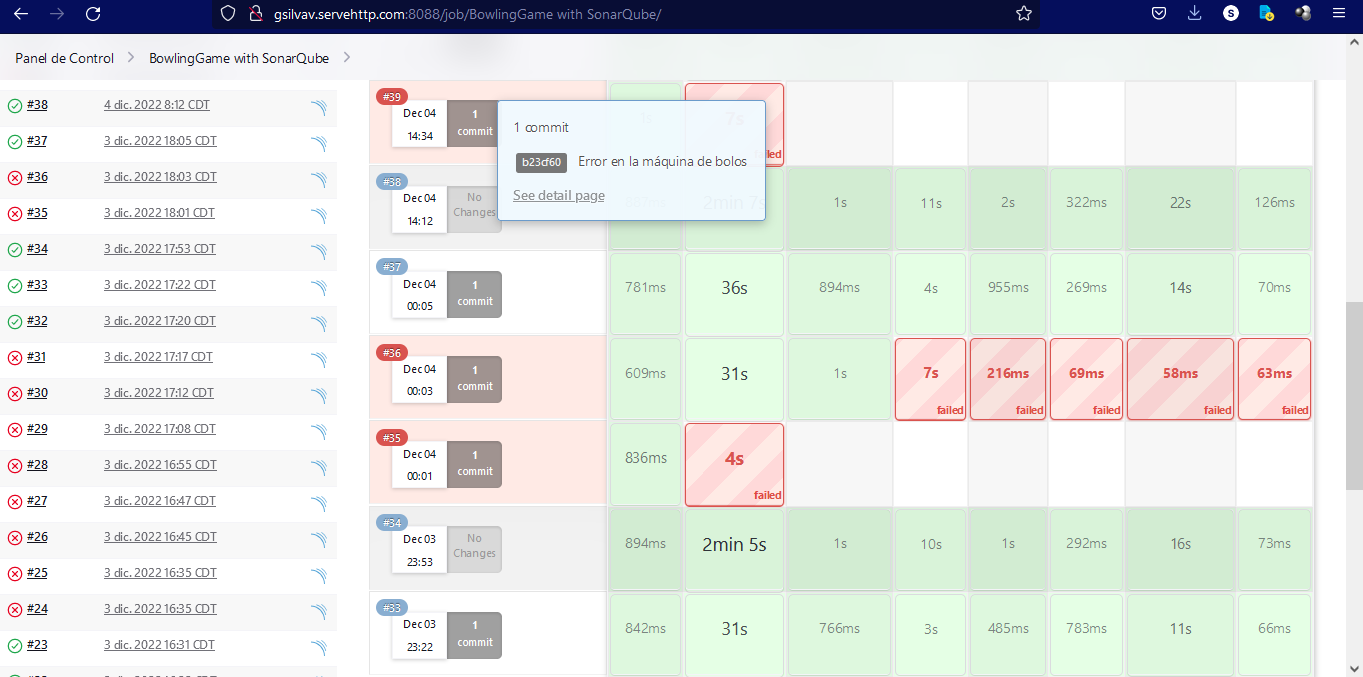 gsilvav.servehttp.com:8088/job/BowlingGame with SonarQube/
S
Panel de Control BowlingGame with SonarQube
#38 4 dic. 2022 8:12 CDT
#37 3 dic. 2022 18:05 CDT
#36 3 dic. 2022 18:03 CDT
#35 3 dic. 2022 18:01 CDT
#34 3 dic. 2022 17:53 CDT
#33 3 dic. 2022 17:22 CDT
#32 3 dic. 2022 17:20 CDT
#31 3 dic. 2022 17:17 CDT
#30 3 dic. 2022 17:12 CDT
#29 3 dic. 2022 17:08 CDT
#28 3 dic. 2022 16:55 CDT
#27 3 dic. 2022 16:47 CDT
#26 3 dic. 2022 16:45 CDT
#25 3 dic. 2022 16:35 CDT
#24 3 dic. 2022 16:35 CDT
#23 3 dic. 2022 16:31 CDT
#39
Dec 04
14:34
1
commit
7s
1 commit
b23cf60 Error en la máquina de bolos
See detail page
#38
Dec 04
14:12
No
Changes
2min 7s 1s 11s 2s 322ms 22s 126ms
#37
Dec 04
00:05
1
commit
781ms 36s 894ms 4s 955ms 269ms 14s 70ms
#36
Dec 04
00:03
1
commit
609ms 31s 1s 7s 216ms 69ms 58ms 63ms
failed failed failed failed failed
#35
Dec 04
00:01
1
commit
836ms 4s
failed
#34
Dec 03
23:53
No
Changes
894ms 2min 5s 1s 10s 1s 292ms 16s 73ms
#33
Dec 03
23:22
1
commit
842ms 31s 766ms 3s 485ms 783ms 11s 66ms